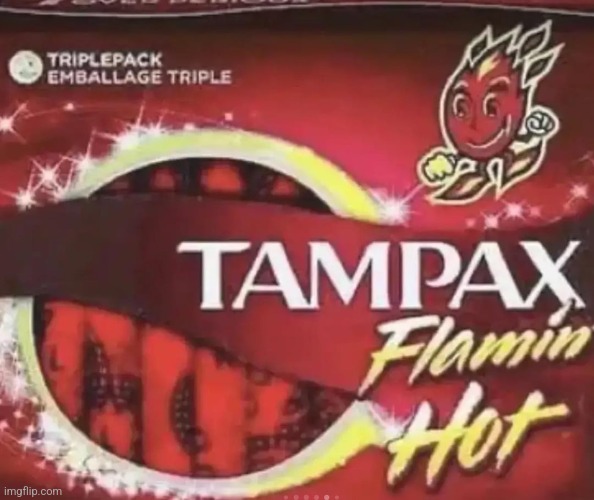 TRIPLEPACK
EMBALLAGE TRIPLE
TAMPAX
Flamin
Hot
imgflip.com